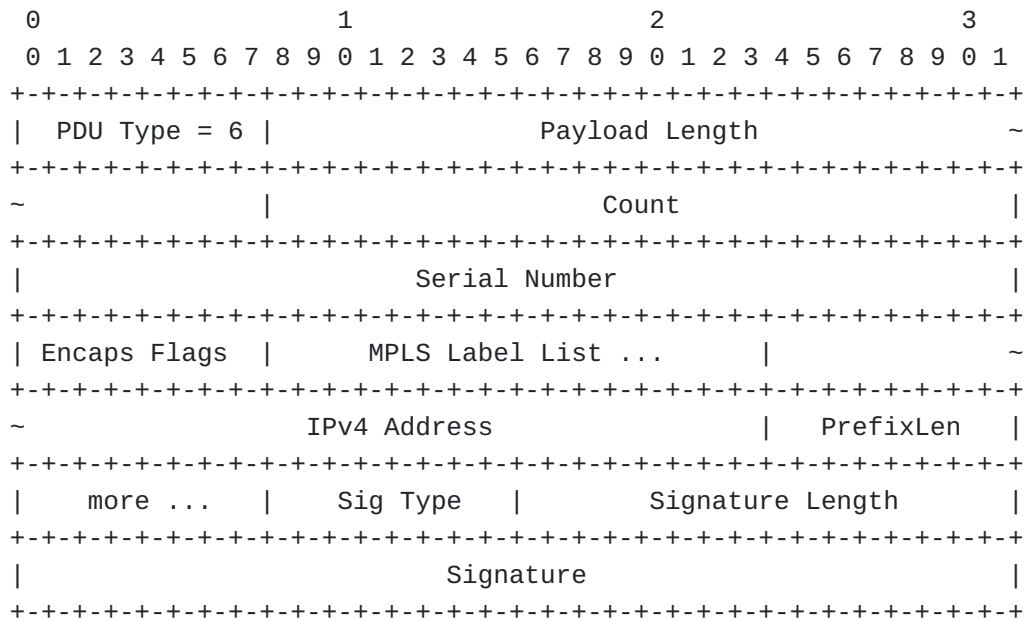 0                   1                   2                   3
 0 1 2 3 4 5 6 7 8 9 0 1 2 3 4 5 6 7 8 9 0 1 2 3 4 5 6 7 8 9 0 1
+-+-+-+-+-+-+-+-+-+-+-+-+-+-+-+-+-+-+-+-+-+-+-+-+-+-+-+-+-+-+-+-+
|  PDU Type = 6 |                 Payload Length                ~
+-+-+-+-+-+-+-+-+-+-+-+-+-+-+-+-+-+-+-+-+-+-+-+-+-+-+-+-+-+-+-+-+
~               |                     Count                     |
+-+-+-+-+-+-+-+-+-+-+-+-+-+-+-+-+-+-+-+-+-+-+-+-+-+-+-+-+-+-+-+-+
|                         Serial Number                         |
+-+-+-+-+-+-+-+-+-+-+-+-+-+-+-+-+-+-+-+-+-+-+-+-+-+-+-+-+-+-+-+-+
| Encaps Flags  |      MPLS Label List ...      |               ~
+-+-+-+-+-+-+-+-+-+-+-+-+-+-+-+-+-+-+-+-+-+-+-+-+-+-+-+-+-+-+-+-+
~                  IPv4 Address                 |   PrefixLen   |
+-+-+-+-+-+-+-+-+-+-+-+-+-+-+-+-+-+-+-+-+-+-+-+-+-+-+-+-+-+-+-+-+
|    more ...   |    Sig Type   |        Signature Length       |
+-+-+-+-+-+-+-+-+-+-+-+-+-+-+-+-+-+-+-+-+-+-+-+-+-+-+-+-+-+-+-+-+
|                           Signature                           |
+-+-+-+-+-+-+-+-+-+-+-+-+-+-+-+-+-+-+-+-+-+-+-+-+-+-+-+-+-+-+-+-+